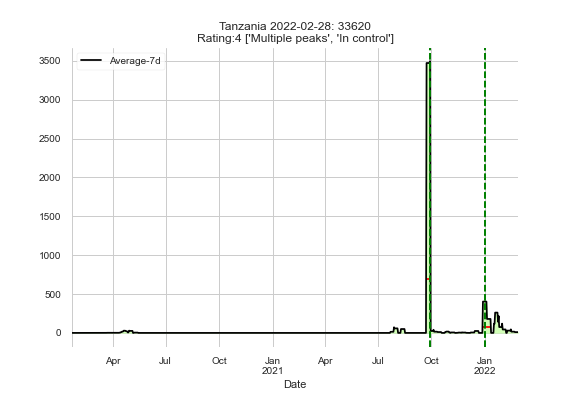 Tanzania 2022-02-28: 33620
Rating:4 ['Multiple peaks', 'In control']
Average-7d
3500
3000
2500
2000
1500
1000
500
0
Apr Jul Oct Jan Apr Jul Oct Jan
2021 2022
Date